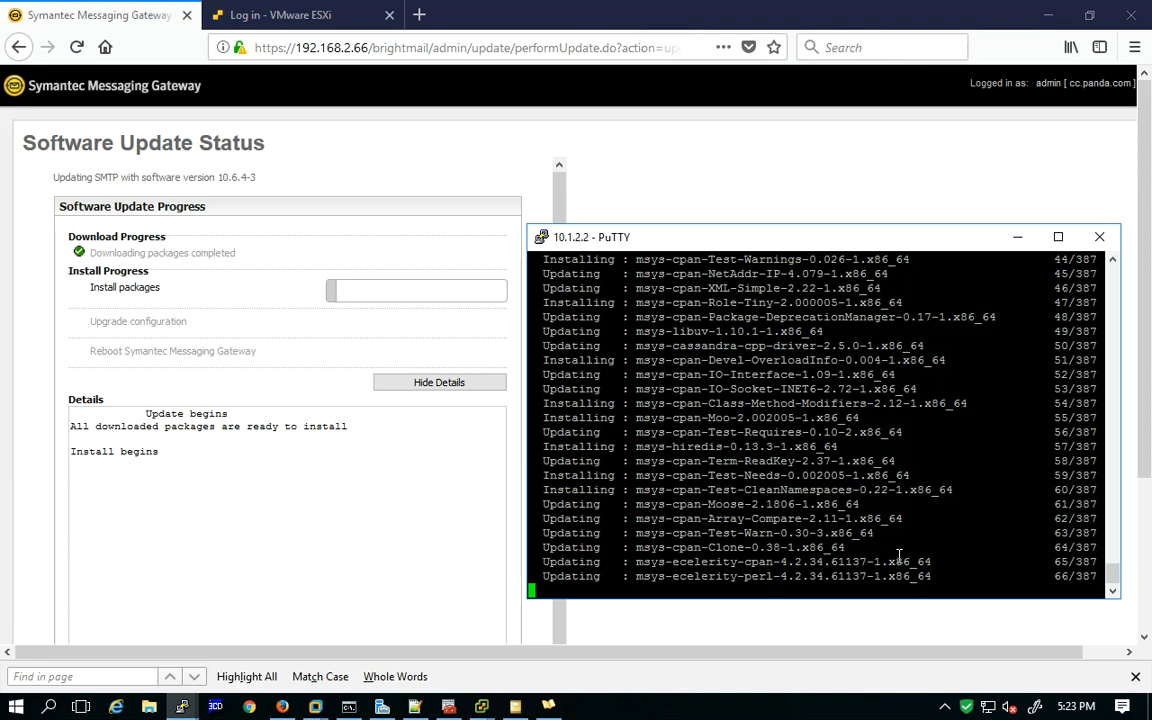 Symantec Messaging Gateway
Log in - VMware ESXi
https://192.168.2.66/brightmail/admin/update/performUpdate.do?action=up
Search
Symantec Messaging Gateway
Logged in as: admin [ cc.panda.com ]
Software Update Status
Updating SMTP with software version 10.6.4-3
Software Update Progress
Download Progress
Downloading packages completed
Install Progress
Install packages
Upgrade configuration
Reboot Symantec Messaging Gateway
Hide Details
Details
Update begins
All downloaded packages are ready to install
Install begins
10.1.2.2 - PuTTY
Installing : msys-cpan-Test-Warnings-0.026-1.x86_64 44/387
Updating : msys-cpan-NetAddr-IP-4.079-1.x86_64 45/387
Updating : msys-cpan-XML-Simple-2.22-1.x86_64 46/387
Installing : msys-cpan-Role-Tiny-2.000005-1.x86_64 47/387
Updating : msys-cpan-Package-DeprecationManager-0.17-1.x86_64 48/387
Updating : msys-libuv-1.10.1-1.x86_64 49/387
Updating : msys-cassandra-cpp-driver-2.5.0-1.x86_64 50/387
Installing : msys-cpan-Devel-OverloadInfo-0.004-1.x86_64 51/387
Updating : msys-cpan-IO-Interface-1.09-1.x86_64 52/387
Updating : msys-cpan-IO-Socket-INET6-2.72-1.x86_64 53/387
Installing : msys-cpan-Class-Method-Modifiers-2.12-1.x86_64 54/387
Installing : msys-cpan-Moo-2.002005-1.x86_64 55/387
Updating : msys-cpan-Test-Requires-0.10-2.x86_64 56/387
Installing : msys-hiredis-0.13.3-1.x86_64 57/387
Updating : msys-cpan-Term-ReadKey-2.37-1.x86_64 58/387
Installing : msys-cpan-Test-Needs-0.002005-1.x86_64 59/387
Installing : msys-cpan-Test-CleanNamespaces-0.22-1.x86_64 60/387
Updating : msys-cpan-Moose-2.1806-1.x86_64 61/387
Updating : msys-cpan-Array-Compare-2.11-1.x86_64 62/387
Updating : msys-cpan-Test-Warn-0.30-3.x86_64 63/387
Updating : msys-cpan-Clone-0.38-1.x86_64 64/387
Updating : msys-ecelerity-cpan-4.2.34.61137-1.x86_64 65/387
Updating : msys-ecelerity-perl-4.2.34.61137-1.x86_64 66/387
Find in page
Highlight All
Match Case
Whole Words
5:23 PM